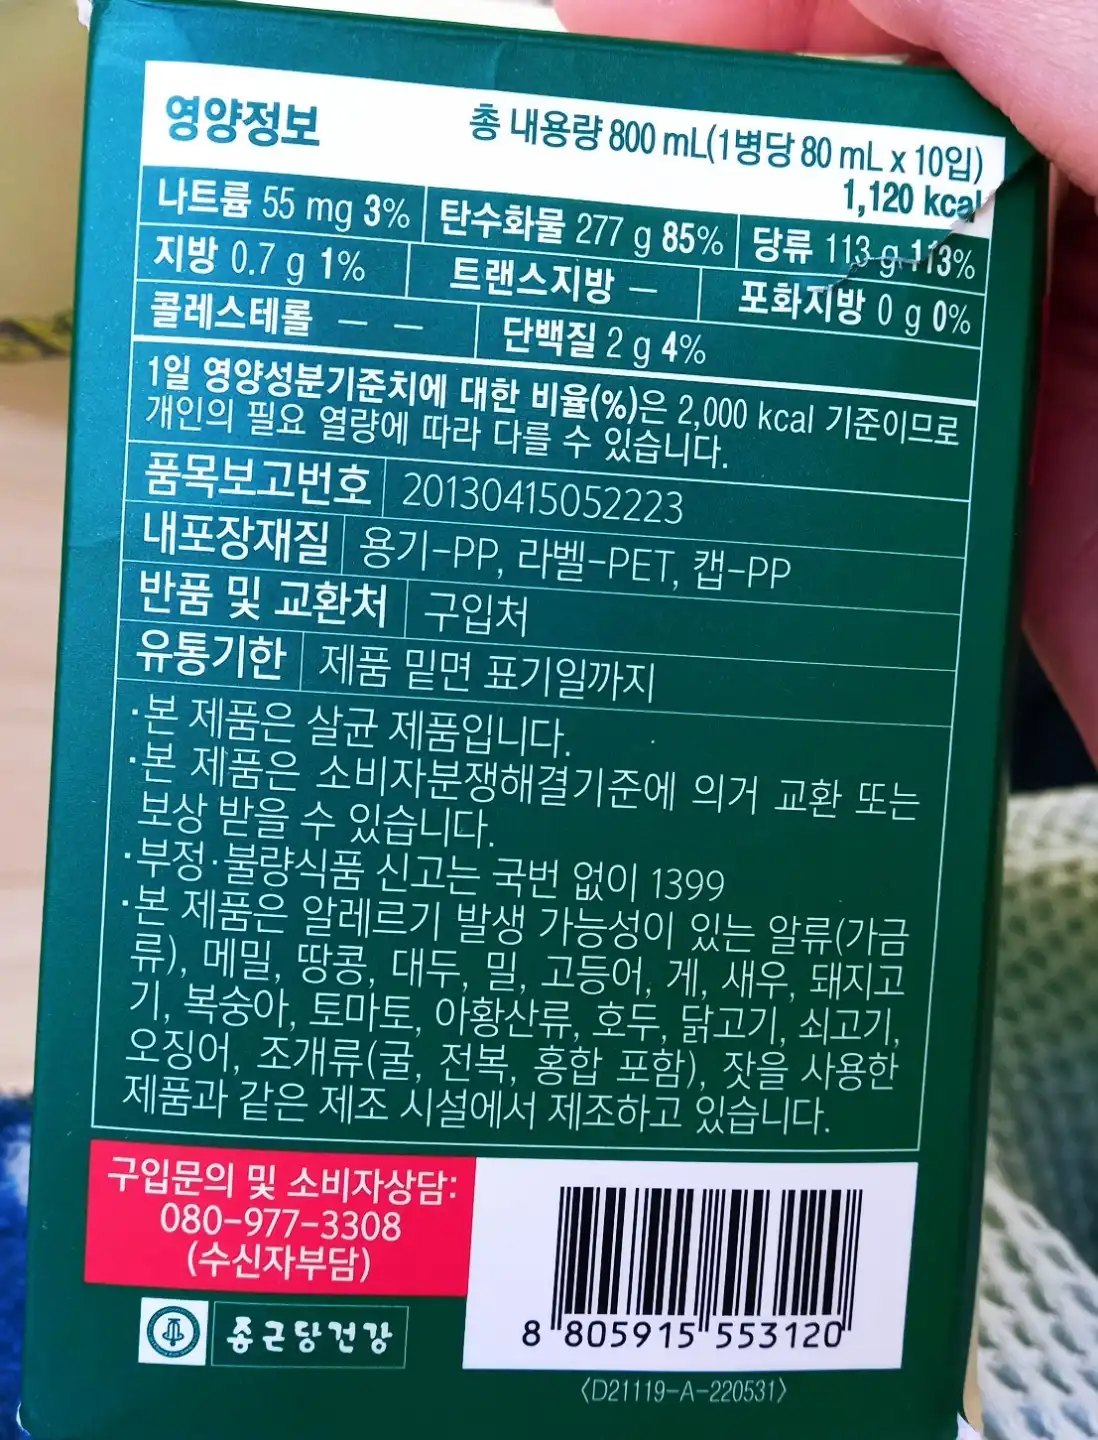 영양정보
총 내용량 800 mL(1병당 80 mL x 10입)
1,120 kcal
나트륨 55 mg 3% 탄수화물 277 g 85% 당류 113 g 113%
지방 0.7 g 1% 트랜스지방 — 포화지방 0 g 0%
콜레스테롤 — — 단백질 2 g 4%
1일 영양성분기준치에 대한 비율(%)은 2,000 kcal 기준이므로
개인의 필요 열량에 따라 다를 수 있습니다.
품목보고번호 20130415052223
내포장재질 용기-PP, 라벨-PET, 캡-PP
반품 및 교환처 구입처
유통기한 제품 밑면 표기일까지
·본 제품은 살균 제품입니다.
·본 제품은 소비자분쟁해결기준에 의거 교환 또는
보상 받을 수 있습니다.
·부정·불량식품 신고는 국번 없이 1399
·본 제품은 알레르기 발생 가능성이 있는 알류(가금
류), 메밀, 땅콩, 대두, 밀, 고등어, 게, 새우, 돼지고
기, 복숭아, 토마토, 아황산류, 호두, 닭고기, 쇠고기,
오징어, 조개류(굴, 전복, 홍합 포함), 잣을 사용한
제품과 같은 제조 시설에서 제조하고 있습니다.
구입문의 및 소비자상담:
080-977-3308
(수신자부담)
종근당건강
8 805915 553120
〈D21119-A-220531〉